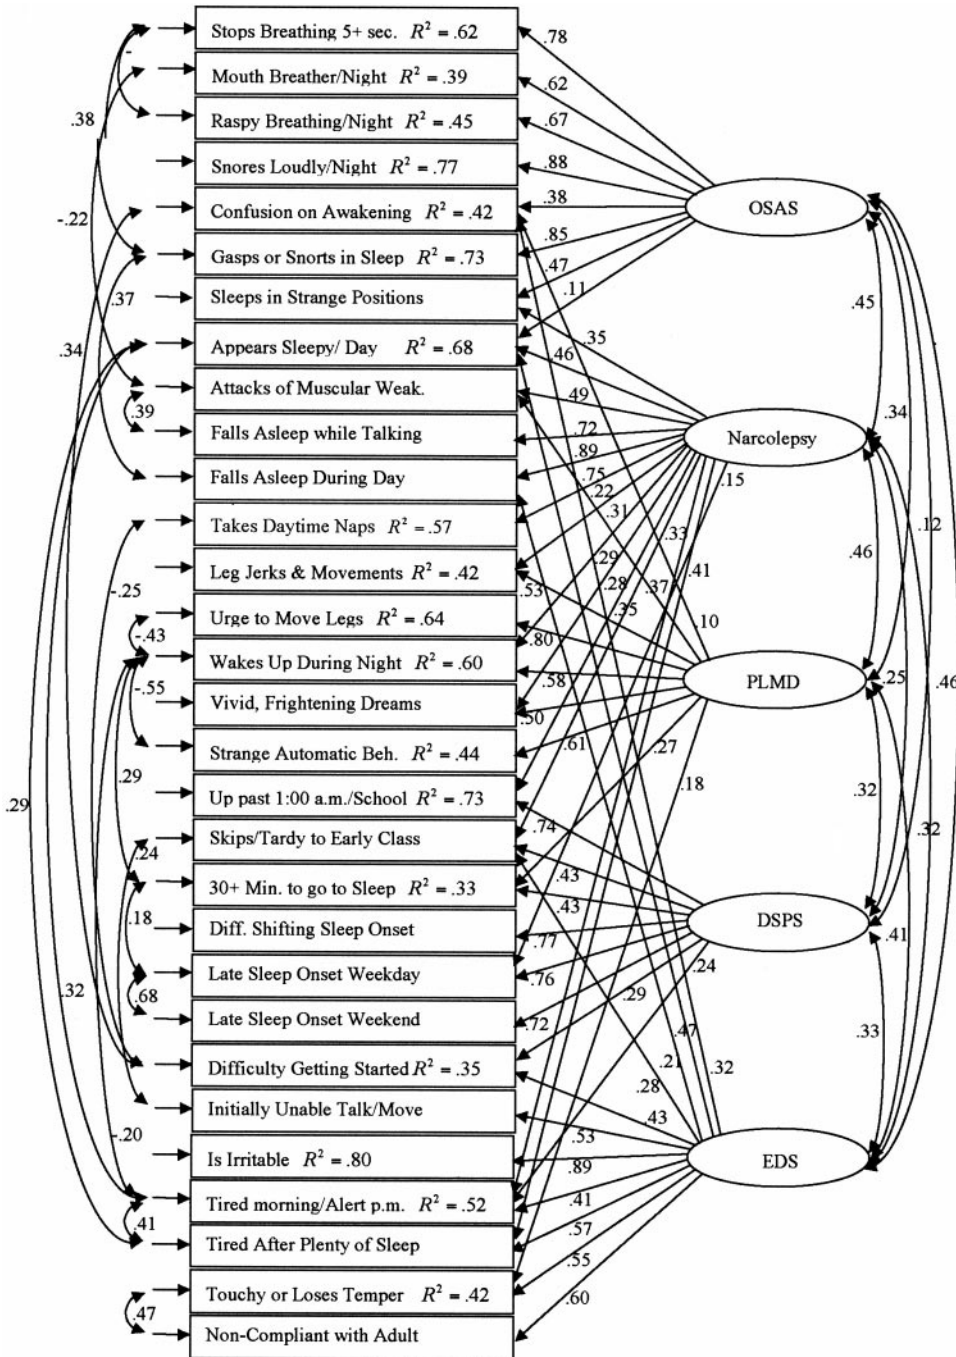 Stops Breathing 5+ sec. R² = .62
Mouth Breather/Night R² = .39
Raspy Breathing/Night R² = .45
Snores Loudly/Night R² = .77
Confusion on Awakening R² = .42
Gasps or Snorts in Sleep R² = .73
Sleeps in Strange Positions
Appears Sleepy/ Day R² = .68
Attacks of Muscular Weak.
Falls Asleep while Talking
Falls Asleep During Day
Takes Daytime Naps R² = .57
Leg Jerks & Movements R² = .42
Urge to Move Legs R² = .64
Wakes Up During Night R² = .60
Vivid, Frightening Dreams
Strange Automatic Beh. R² = .44
Up past 1:00 a.m./School R² = .73
Skips/Tardy to Early Class
30+ Min. to go to Sleep R² = .33
Diff. Shifting Sleep Onset
Late Sleep Onset Weekday
Late Sleep Onset Weekend
Difficulty Getting Started R² = .35
Initially Unable Talk/Move
Is Irritable R² = .80
Tired morning/Alert p.m. R² = .52
Tired After Plenty of Sleep
Touchy or Loses Temper R² = .42
Non-Compliant with Adult
-
.38
-.22
.37
.34
.39
-.25
-.43
-.55
.29
.29
.24
.18
.68
.32
-.20
.41
.47
.78
.62
.67
.88
.38
.85
.47
.11
.35
.46
.49
.72
.89
.75
.22
.31
.15
.33
.29
.28
.37
.41
.35
.53
.10
.80
.58
.50
.61
.27
.18
.74
.43
.43
.77
.76
.24
.29
.72
.47
.21
.32
.28
.43
.53
.89
.41
.57
.55
.60
OSAS
Narcolepsy
PLMD
DSPS
EDS
.45
.34
.12
.46
.25
.46
.32
.32
.41
.33